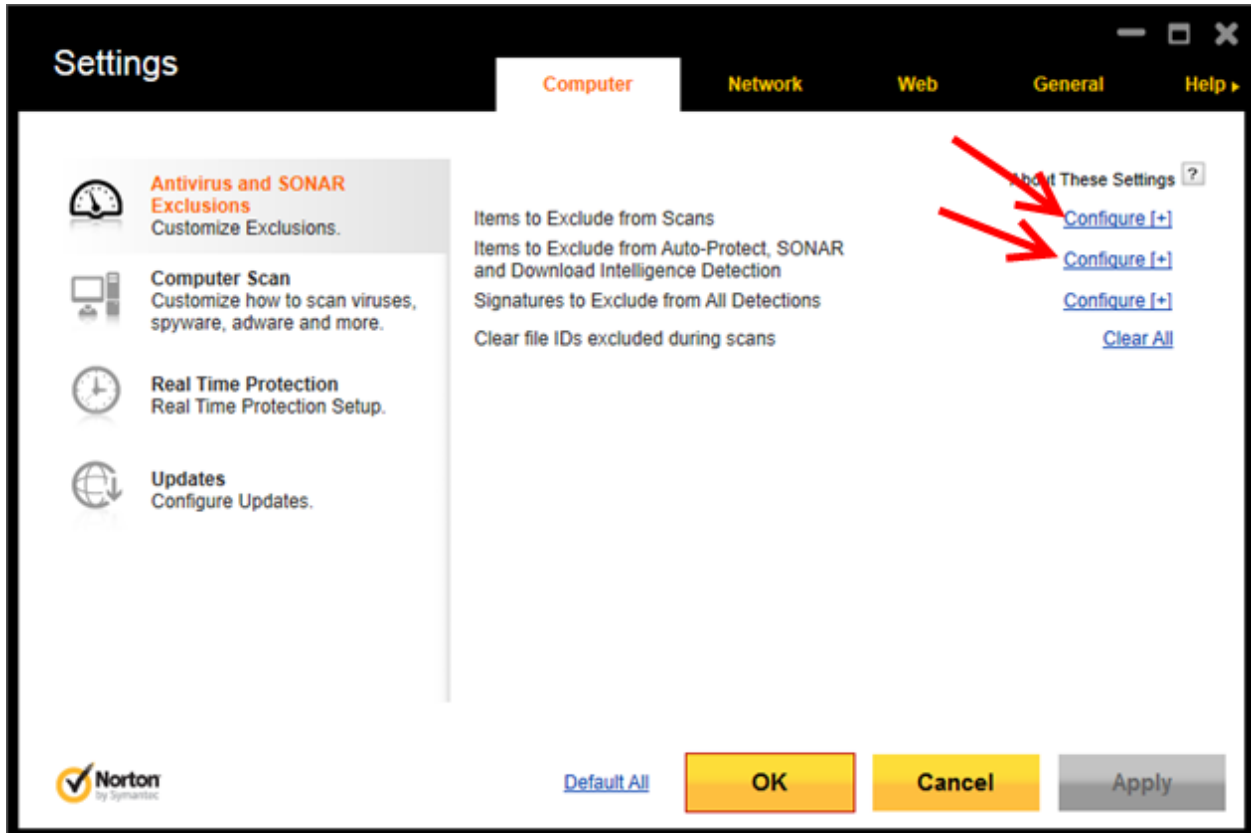 Settings
Computer Network Web General Help
Antivirus and SONAR
Exclusions
Customize Exclusions.
Computer Scan
Customize how to scan viruses,
spyware, adware and more.
Real Time Protection
Real Time Protection Setup.
Updates
Configure Updates.
About These Settings ?
Items to Exclude from Scans Configure [+]
Items to Exclude from Auto-Protect, SONAR
and Download Intelligence Detection Configure [+]
Signatures to Exclude from All Detections Configure [+]
Clear file IDs excluded during scans Clear All
Norton
by Symantec
Default All OK Cancel Apply